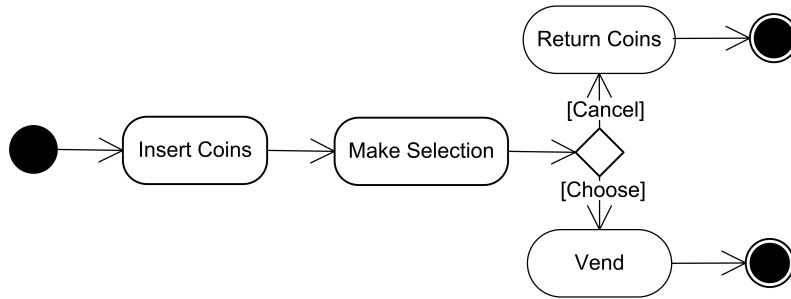 Return Coins
[Cancel]
Insert Coins
Make Selection
[Choose]
Vend